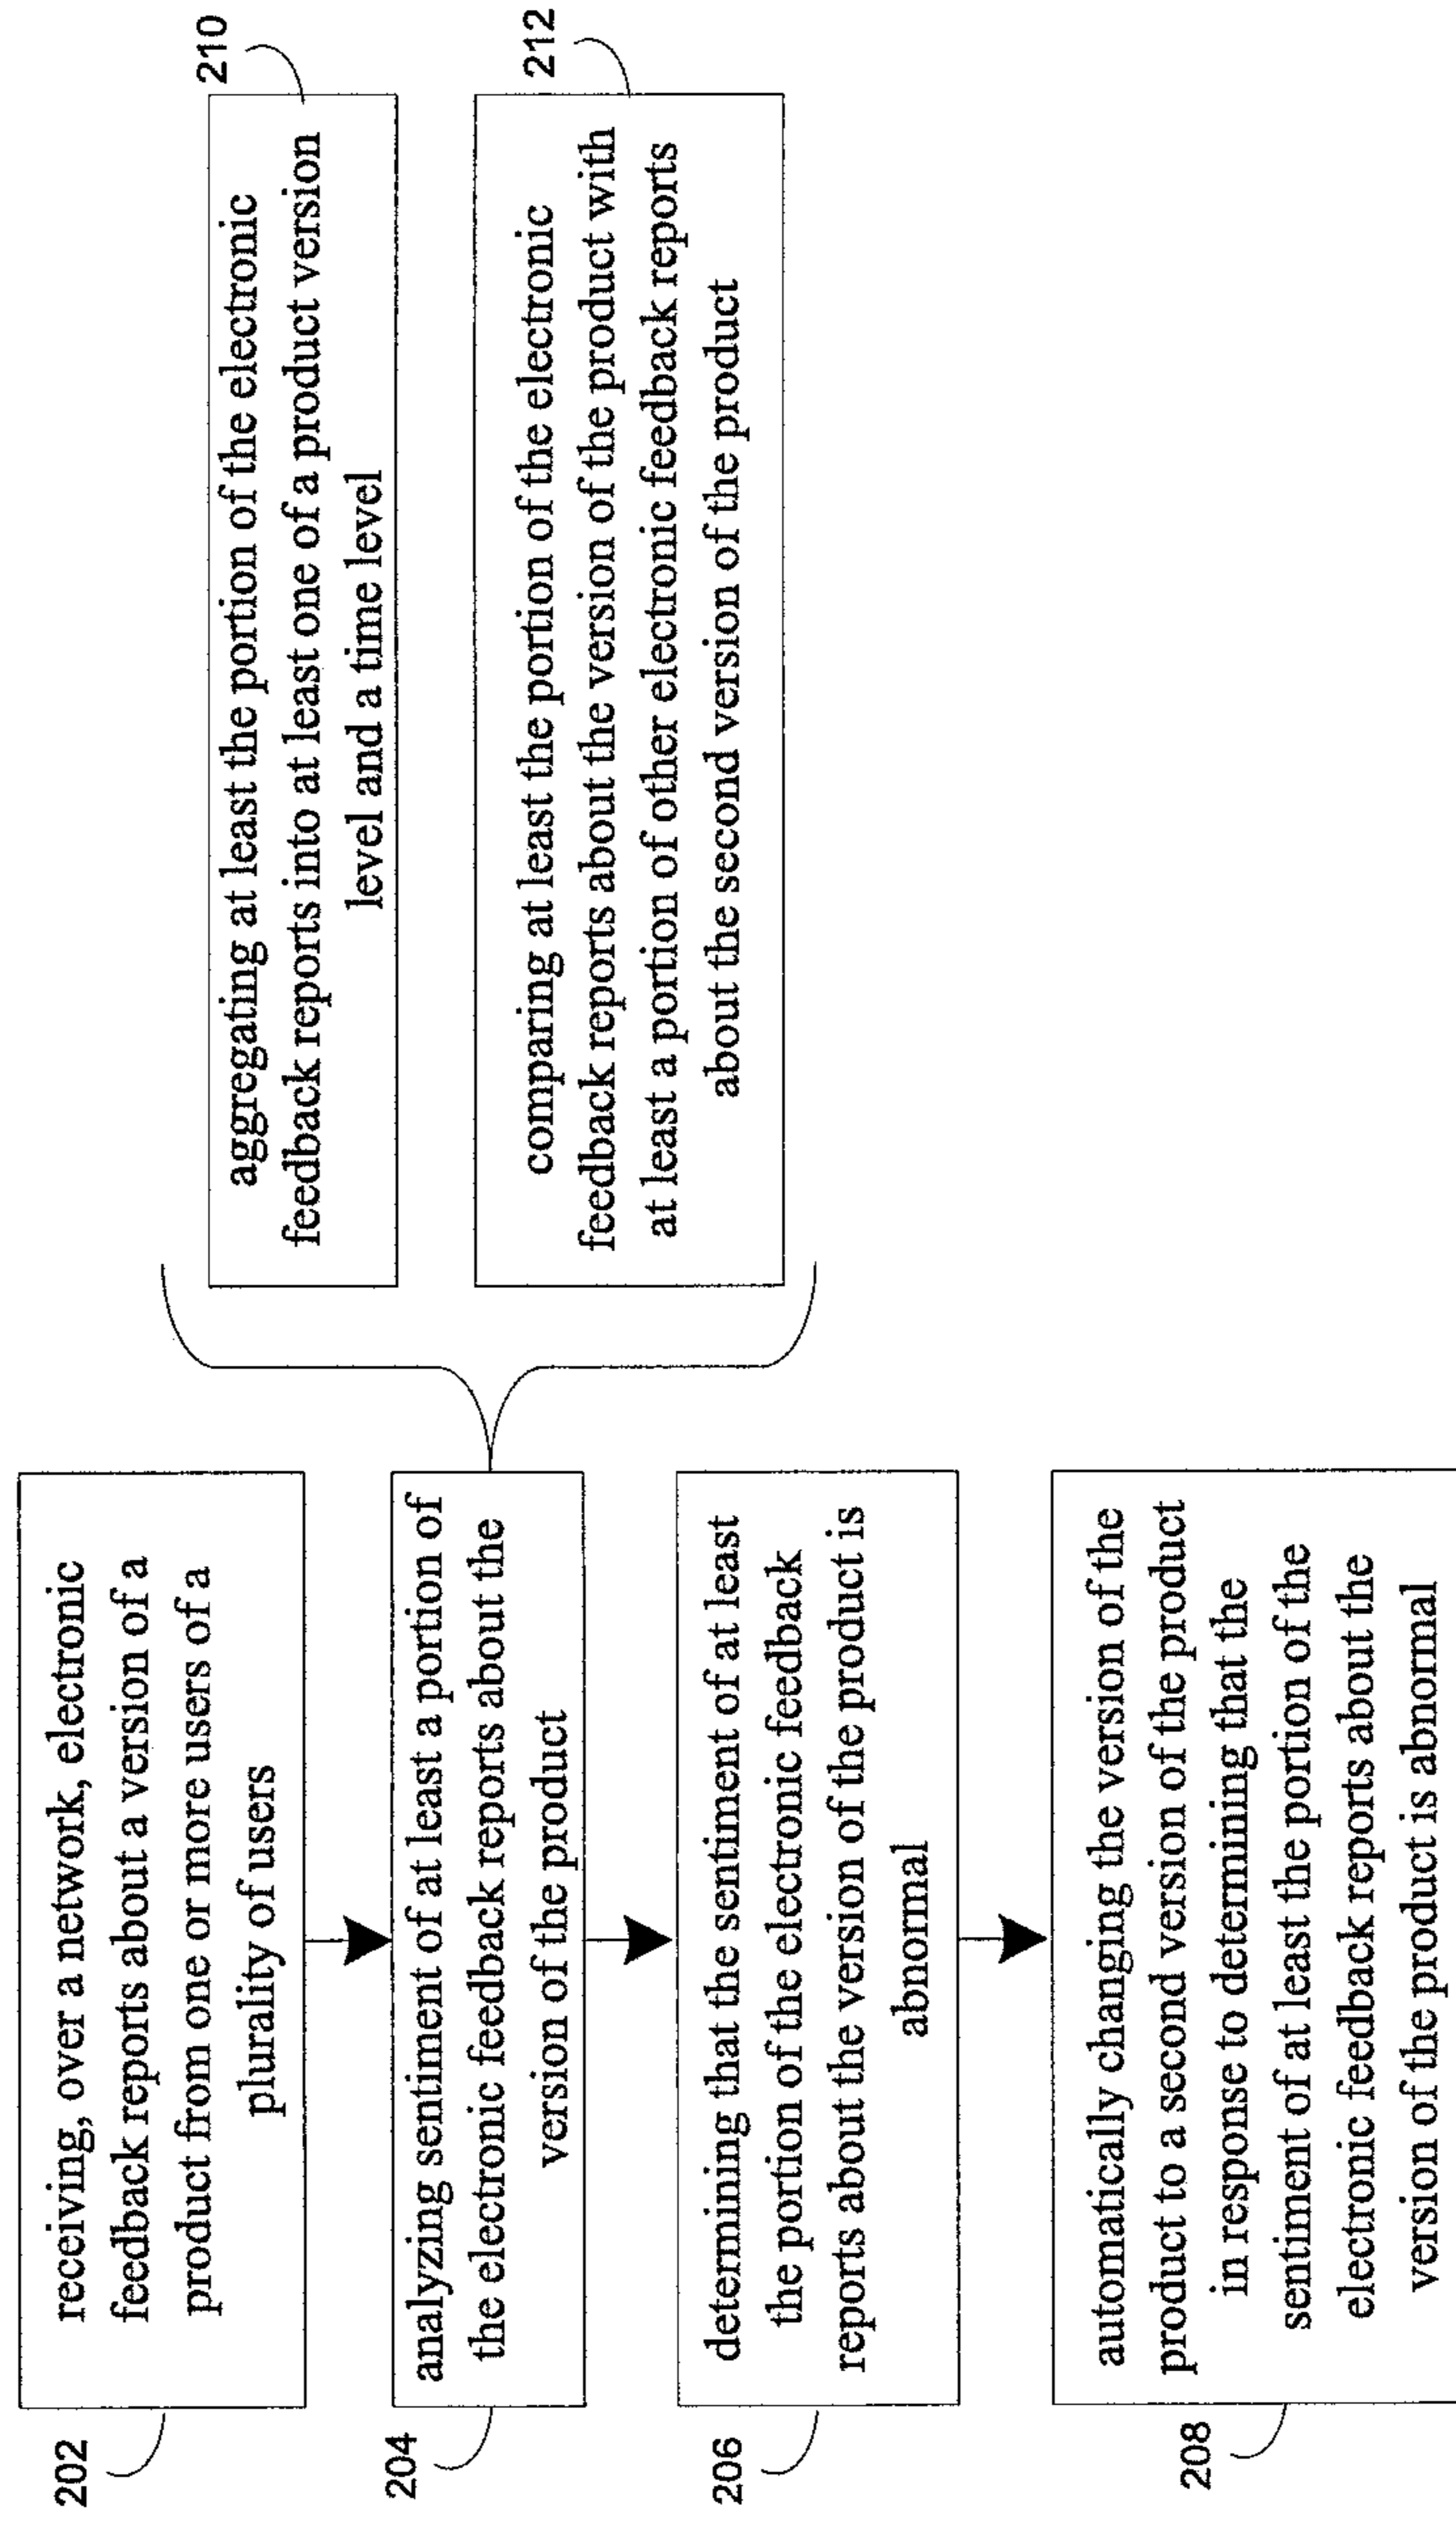 202
receiving, over a network, electronic
feedback reports about a version of a
product from one or more users of a
plurality of users
204
analyzing sentiment of at least a portion of
the electronic feedback reports about the
version of the product
210
aggregating at least the portion of the electronic
feedback reports into at least one of a product version
level and a time level
212
comparing at least the portion of the electronic
feedback reports about the version of the product with
at least a portion of other electronic feedback reports
about the second version of the product
206
determining that the sentiment of at least
the portion of the electronic feedback
reports about the version of the product is
abnormal
208
automatically changing the version of the
product to a second version of the product
in response to determining that the
sentiment of at least the portion of the
electronic feedback reports about the
version of the product is abnormal